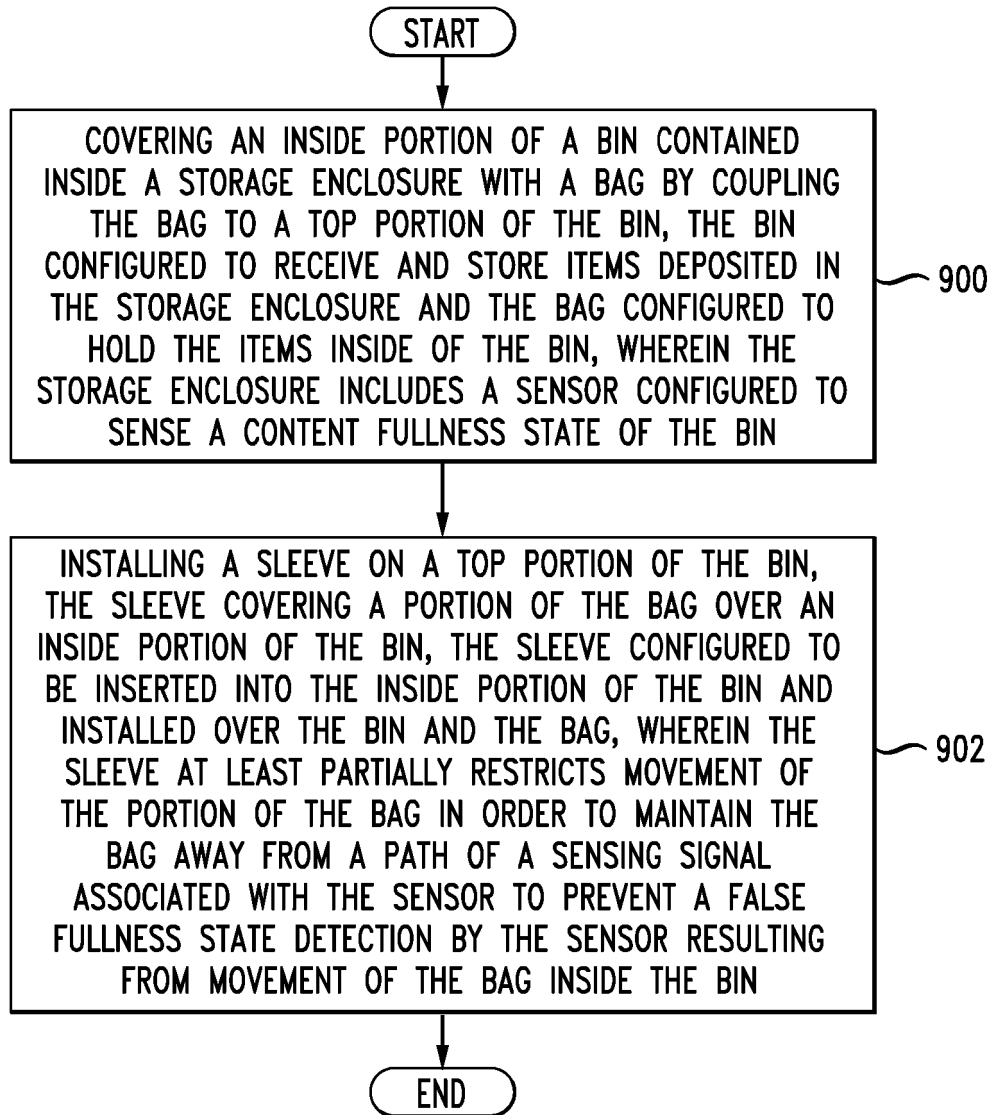 START
COVERING AN INSIDE PORTION OF A BIN CONTAINED
INSIDE A STORAGE ENCLOSURE WITH A BAG BY COUPLING
THE BAG TO A TOP PORTION OF THE BIN, THE BIN
CONFIGURED TO RECEIVE AND STORE ITEMS DEPOSITED IN
THE STORAGE ENCLOSURE AND THE BAG CONFIGURED TO
HOLD THE ITEMS INSIDE OF THE BIN, WHEREIN THE
STORAGE ENCLOSURE INCLUDES A SENSOR CONFIGURED TO
SENSE A CONTENT FULLNESS STATE OF THE BIN
900
INSTALLING A SLEEVE ON A TOP PORTION OF THE BIN,
THE SLEEVE COVERING A PORTION OF THE BAG OVER AN
INSIDE PORTION OF THE BIN, THE SLEEVE CONFIGURED TO
BE INSERTED INTO THE INSIDE PORTION OF THE BIN AND
INSTALLED OVER THE BIN AND THE BAG, WHEREIN THE
SLEEVE AT LEAST PARTIALLY RESTRICTS MOVEMENT OF
THE PORTION OF THE BAG IN ORDER TO MAINTAIN THE
BAG AWAY FROM A PATH OF A SENSING SIGNAL
ASSOCIATED WITH THE SENSOR TO PREVENT A FALSE
FULLNESS STATE DETECTION BY THE SENSOR RESULTING
FROM MOVEMENT OF THE BAG INSIDE THE BIN
902
END